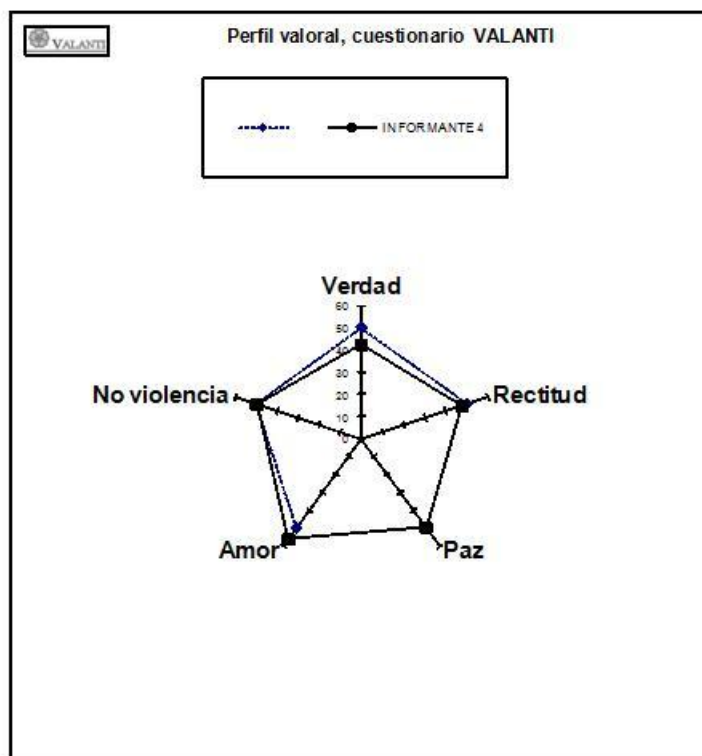 VALANTI
Perfil valoral, cuestionario VALANTI
INFORMANTE 4
Verdad
60
50
40
30
20
10
0
No violencia
Rectitud
Amor
Paz